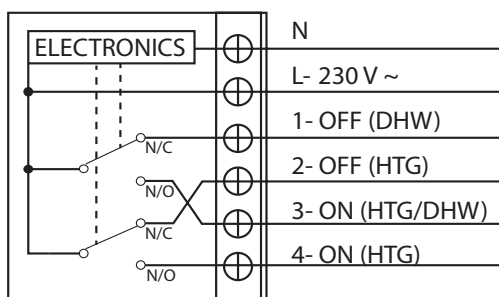 ELECTRONICS
N
L- 230 V ~
1- OFF (DHW)
N/C
2- OFF (HTG)
N/O
3- ON (HTG/DHW)
N/C
4- ON (HTG)
N/O